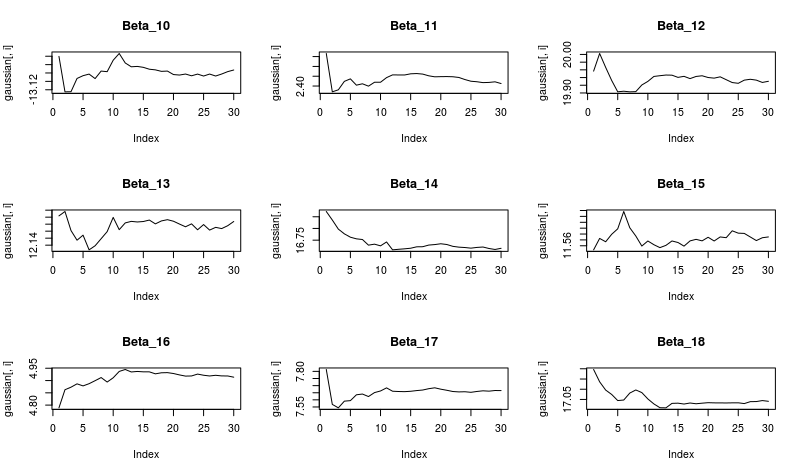 Beta_10
gaussian[, i]
-13.12
0 5 10 15 20 25 30
Index
Beta_11
gaussian[, i]
2.40
0 5 10 15 20 25 30
Index
Beta_12
gaussian[, i]
19.90 20.00
0 5 10 15 20 25 30
Index
Beta_13
gaussian[, i]
12.14
0 5 10 15 20 25 30
Index
Beta_14
gaussian[, i]
16.75
0 5 10 15 20 25 30
Index
Beta_15
gaussian[, i]
11.56
0 5 10 15 20 25 30
Index
Beta_16
gaussian[, i]
4.80 4.95
0 5 10 15 20 25 30
Index
Beta_17
gaussian[, i]
7.55 7.80
0 5 10 15 20 25 30
Index
Beta_18
gaussian[, i]
17.05
0 5 10 15 20 25 30
Index